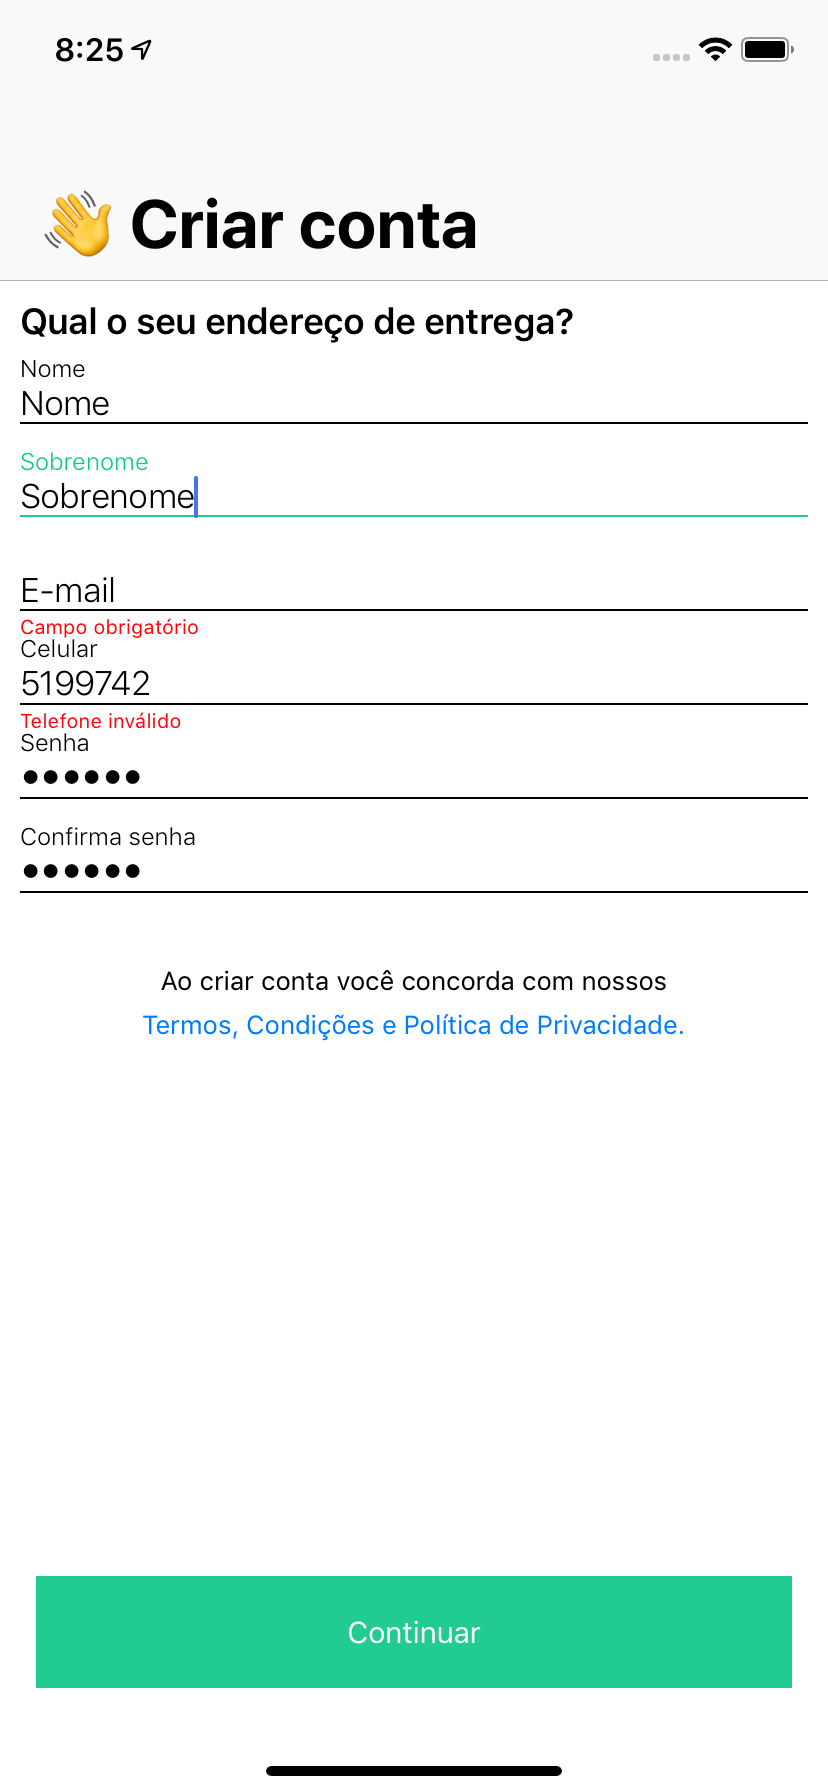 8:25
👋 Criar conta
Qual o seu endereço de entrega?
Nome
Nome
Sobrenome
Sobrenome
E-mail
Campo obrigatório
Celular
5199742
Telefone inválido
Senha
••••••
Confirma senha
••••••
Ao criar conta você concorda com nossos
Termos, Condições e Política de Privacidade.
Continuar